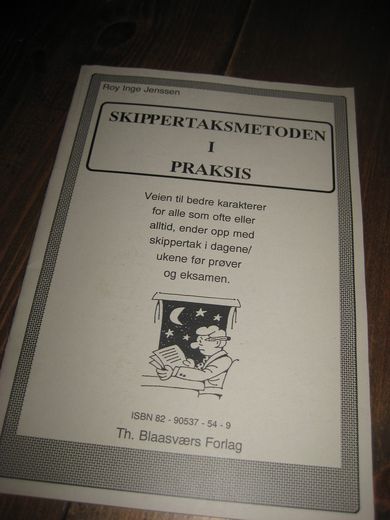 Roy Inge Jenssen
SKIPPERTAKSMETODEN
I
PRAKSIS
Veien til bedre karakterer
for alle som ofte eller
alltid, ender opp med
skippertak i dagene/
ukene før prøver
og eksamen.
ISBN 82 - 90537 - 54 - 9
Th. Blaasværs Forlag